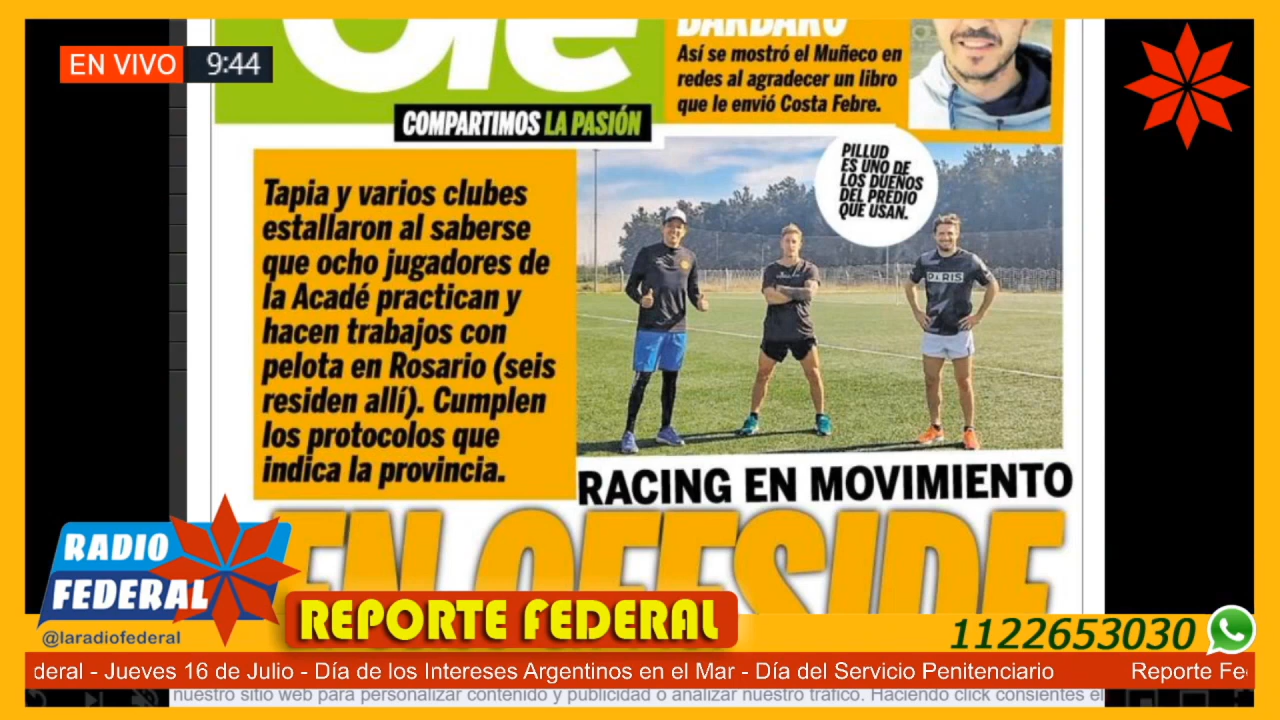 EN VIVO 9:44
Olé
COMPARTIMOS LA PASIÓN
BÁRBARO
Así se mostró el Muñeco en
redes al agradecer un libro
que le envió Costa Febre.
PILLUD
ES UNO DE
LOS DUEÑOS
DEL PREDIO
QUE USAN.
PARIS
Tapia y varios clubes
estallaron al saberse
que ocho jugadores de
la Acadé practican y
hacen trabajos con
pelota en Rosario (seis
residen allí). Cumplen
los protocolos que
indica la provincia.
RACING EN MOVIMIENTO
EN OFFSIDE
RADIO
FEDERAL
@laradiofederal
REPORTE FEDERAL
1122653030
deral - Jueves 16 de Julio - Día de los Intereses Argentinos en el Mar - Día del Servicio Penitenciario Reporte Fe
nuestro sitio web para personalizar contenido y publicidad o analizar nuestro tráfico. Haciendo click consientes el